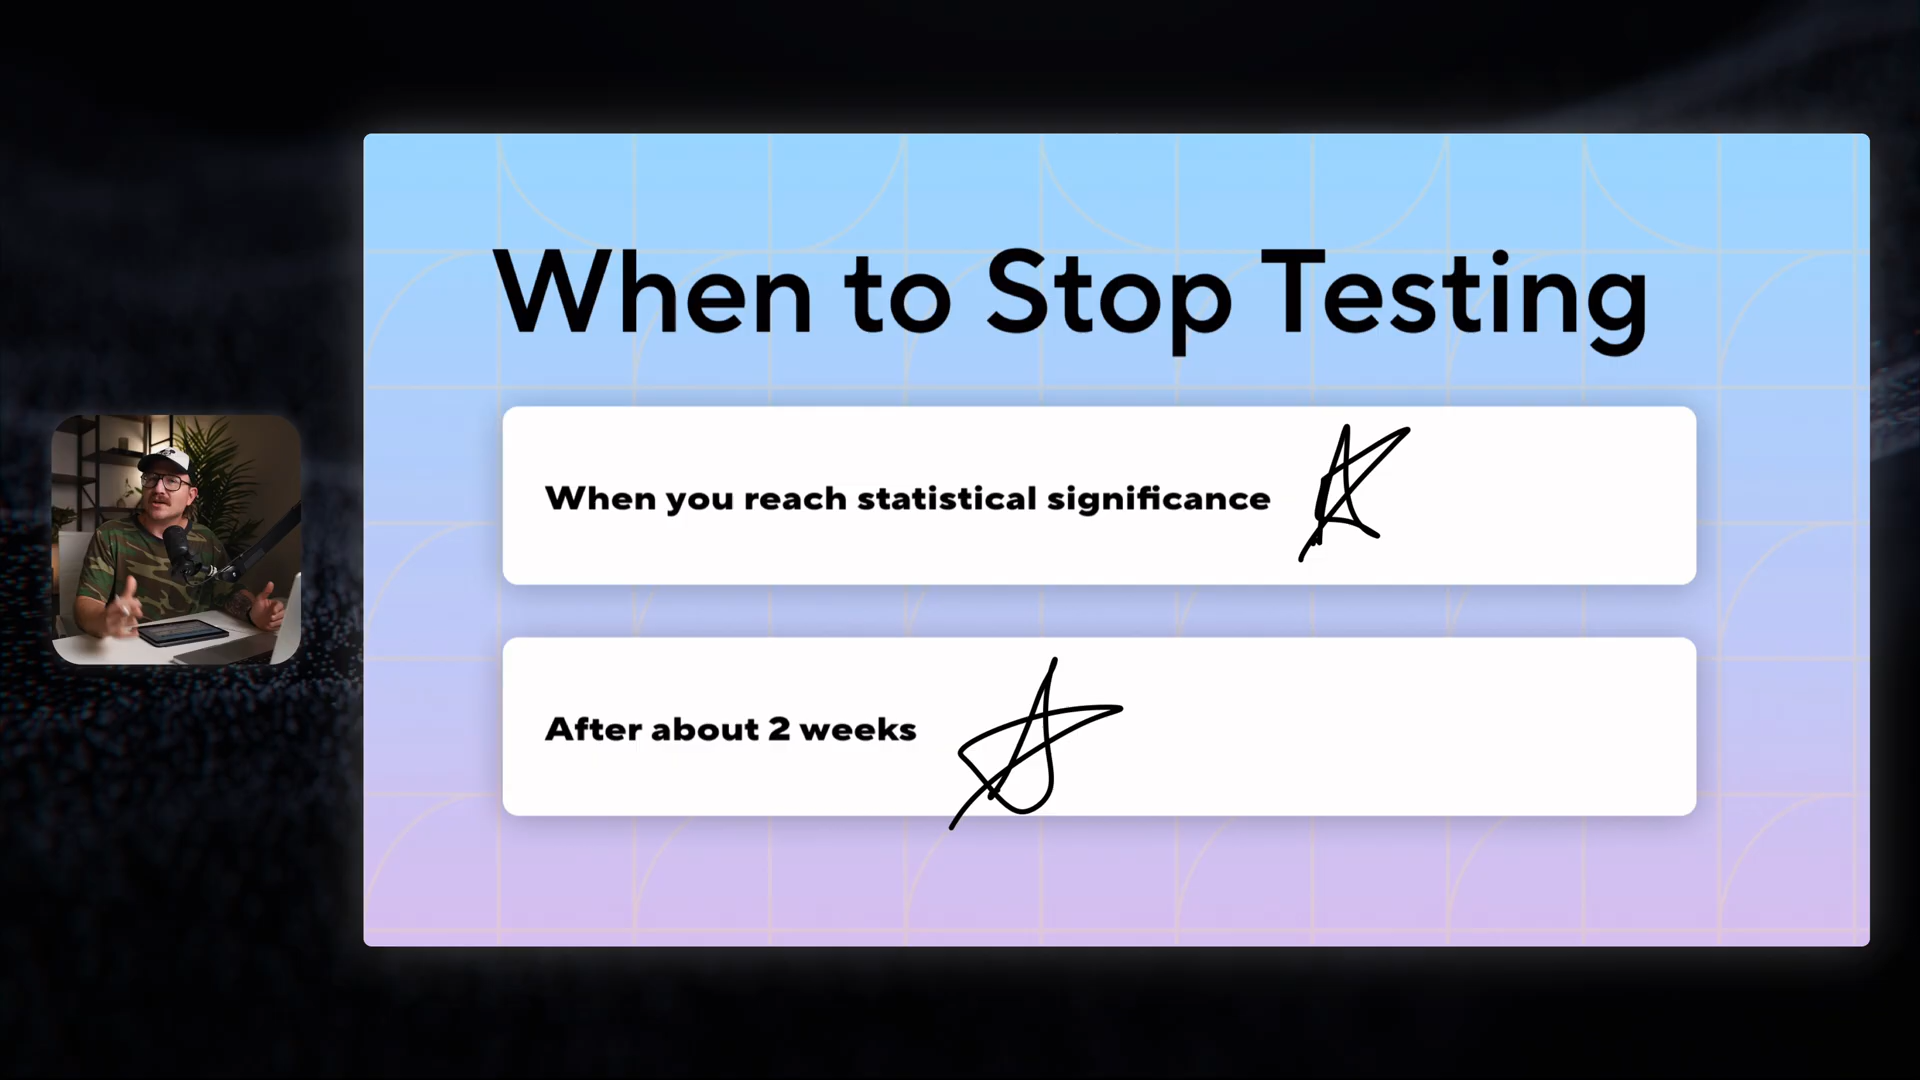 When to Stop Testing
When you reach statistical significance
After about 2 weeks